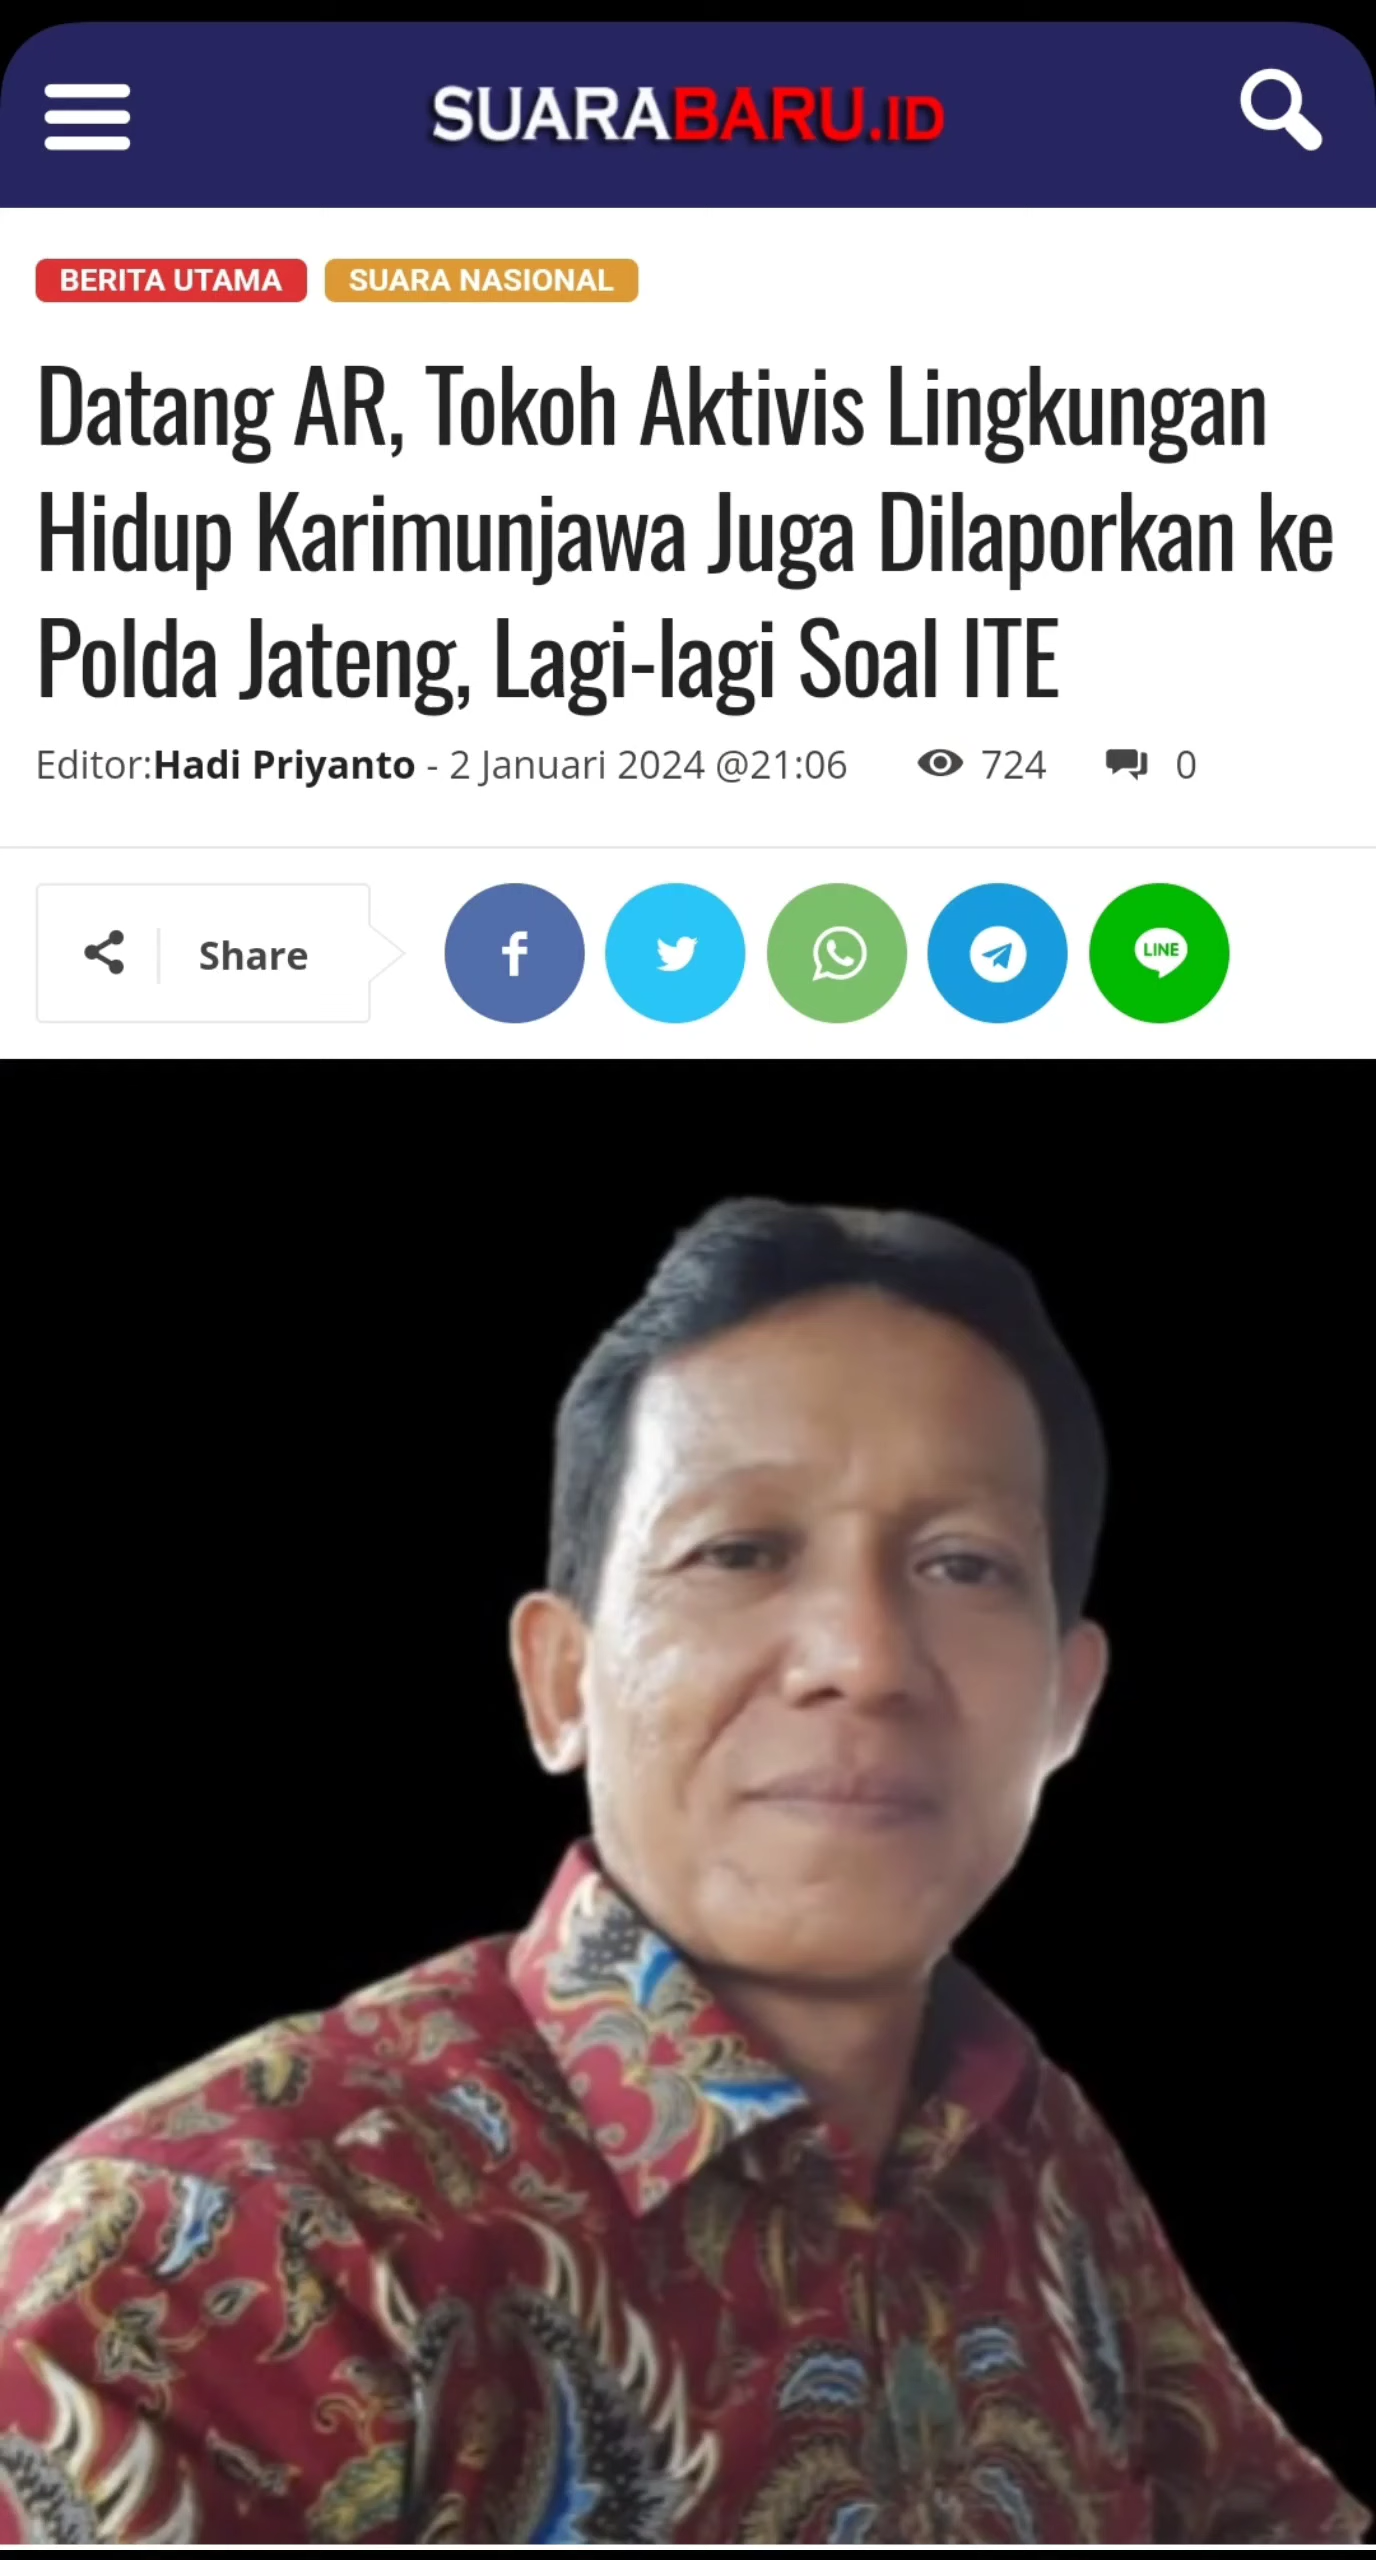 SUARABARU.ID
BERITA UTAMA SUARA NASIONAL
Datang AR, Tokoh Aktivis Lingkungan
Hidup Karimunjawa Juga Dilaporkan ke
Polda Jateng, Lagi-lagi Soal ITE
Editor:Hadi Priyanto - 2 Januari 2024 @21:06 724 0
Share LINE